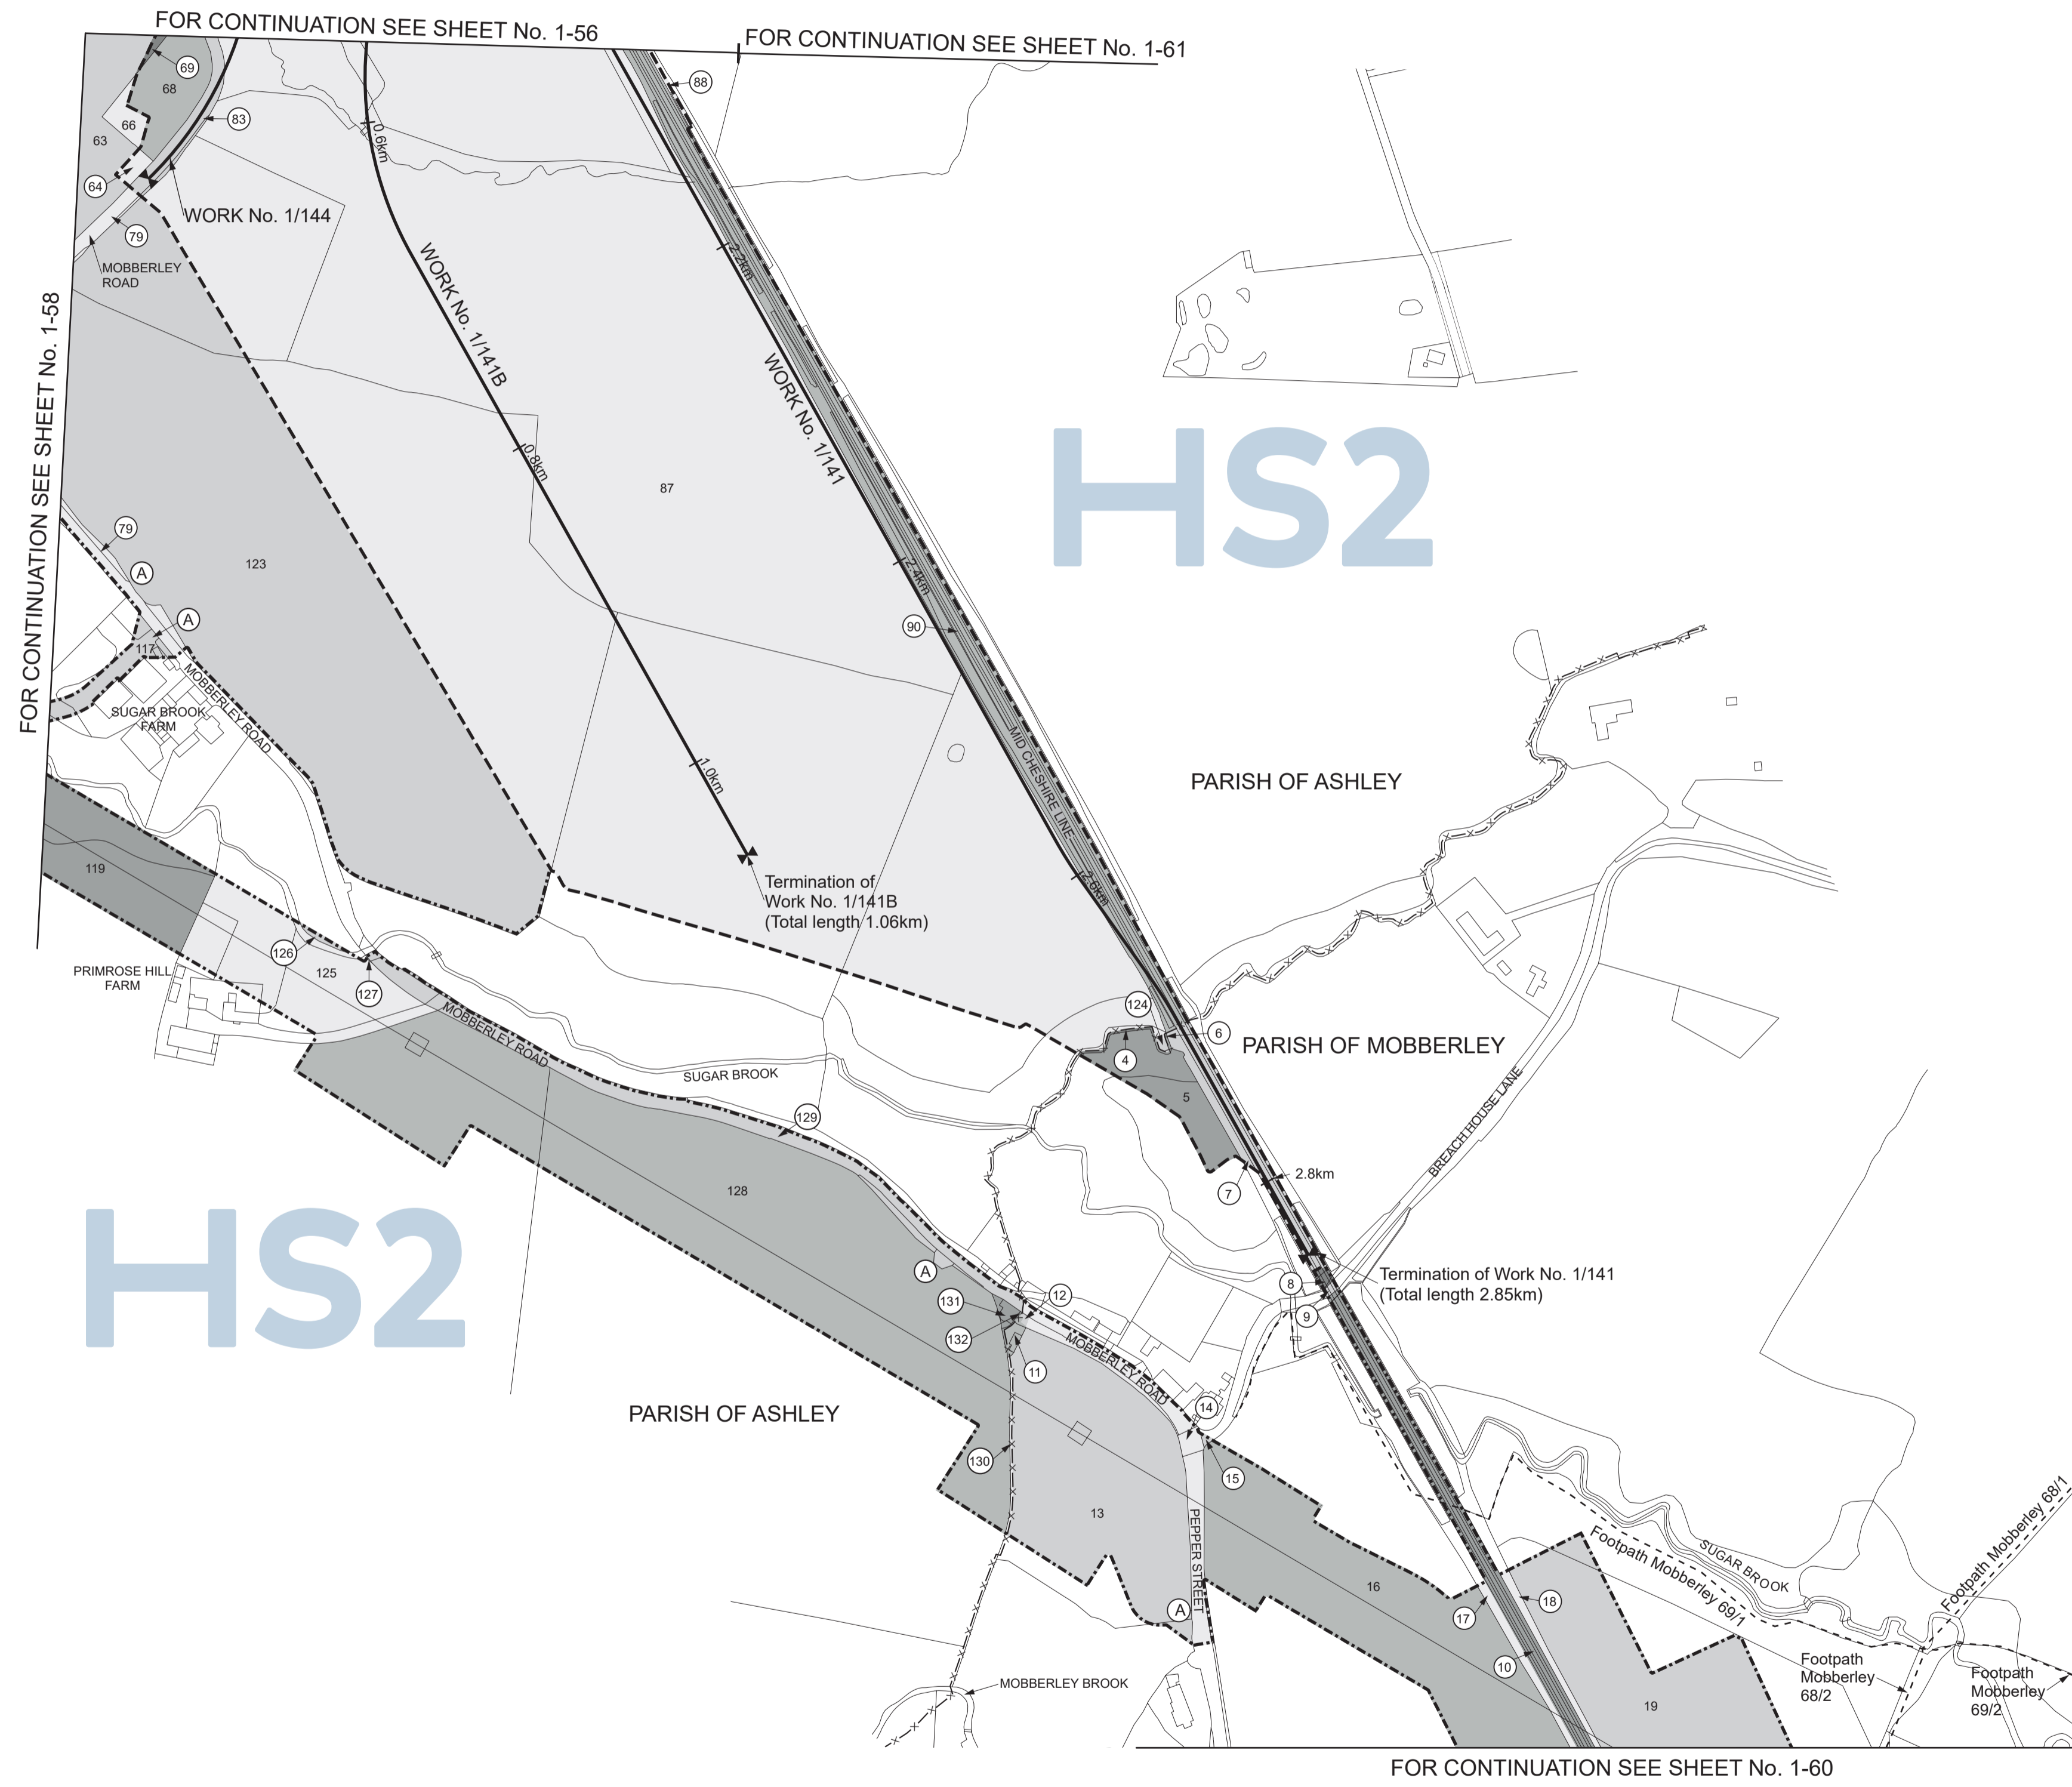 FOR CONTINUATION SEE SHEET No. 1-56
FOR CONTINUATION SEE SHEET No. 1-61
69
68
88
66
83
63
0.6km
64
WORK No. 1/144
79
MOBBERLEY
ROAD
FOR CONTINUATION SEE SHEET No. 1-58
WORK No. 1/141B
2.2km
WORK No. 1/141
HS2
0.8km
87
79
123
A
2.4km
A
90
117
MOBBERLEY ROAD
SUGAR BROOK
FARM
MID CHESHIRE LINE
1.0km
PARISH OF ASHLEY
119
Termination of
Work No. 1/141B
(Total length 1.06km)
2.6km
126
125
PRIMROSE HILL
FARM
127
124
MOBBERLEY ROAD
6
PARISH OF MOBBERLEY
4
SUGAR BROOK
5
129
BREACH HOUSE LANE
128
7
2.8km
HS2
A
8
Termination of Work No. 1/141
(Total length 2.85km)
131
12
9
132
MOBBERLEY ROAD
11
PARISH OF ASHLEY
14
130
15
13
PEPPER STREET
16
Footpath Mobberley 69/1
SUGAR BROOK
Footpath Mobberley 68/1
A
17
18
10
MOBBERLEY BROOK
19
Footpath
Mobberley
68/2
Footpath
Mobberley
69/2
FOR CONTINUATION SEE SHEET No. 1-60